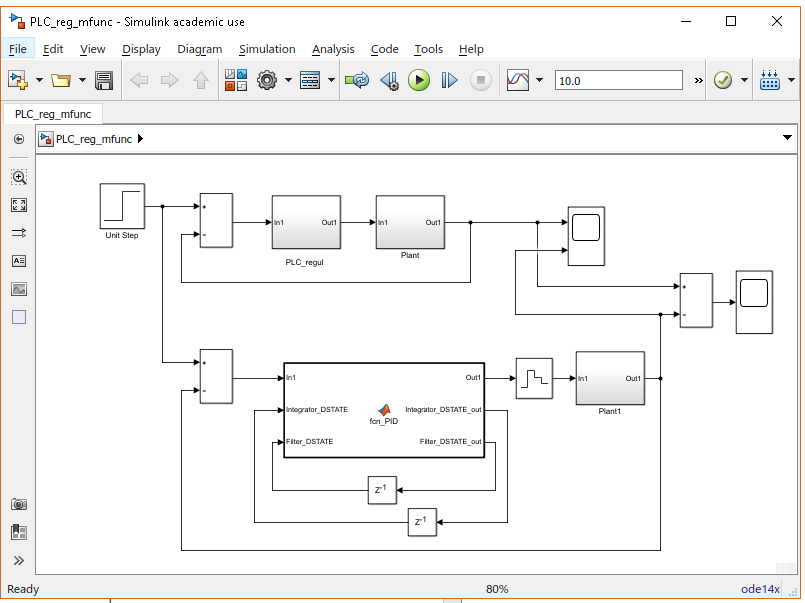 PLC_reg_mfunc - Simulink academic use
File Edit View Display Diagram Simulation Analysis Code Tools Help
10.0 »
PLC_reg_mfunc
PLC_reg_mfunc
Unit Step
+
−
In1 Out1
PLC_regul
In1 Out1
Plant
+
−
+
−
In1 Out1
Integrator_DSTATE Integrator_DSTATE_out
fcn_PID
Filter_DSTATE Filter_DSTATE_out
In1 Out1
Plant1
Z-1
Z-1
Ready 80% ode14x